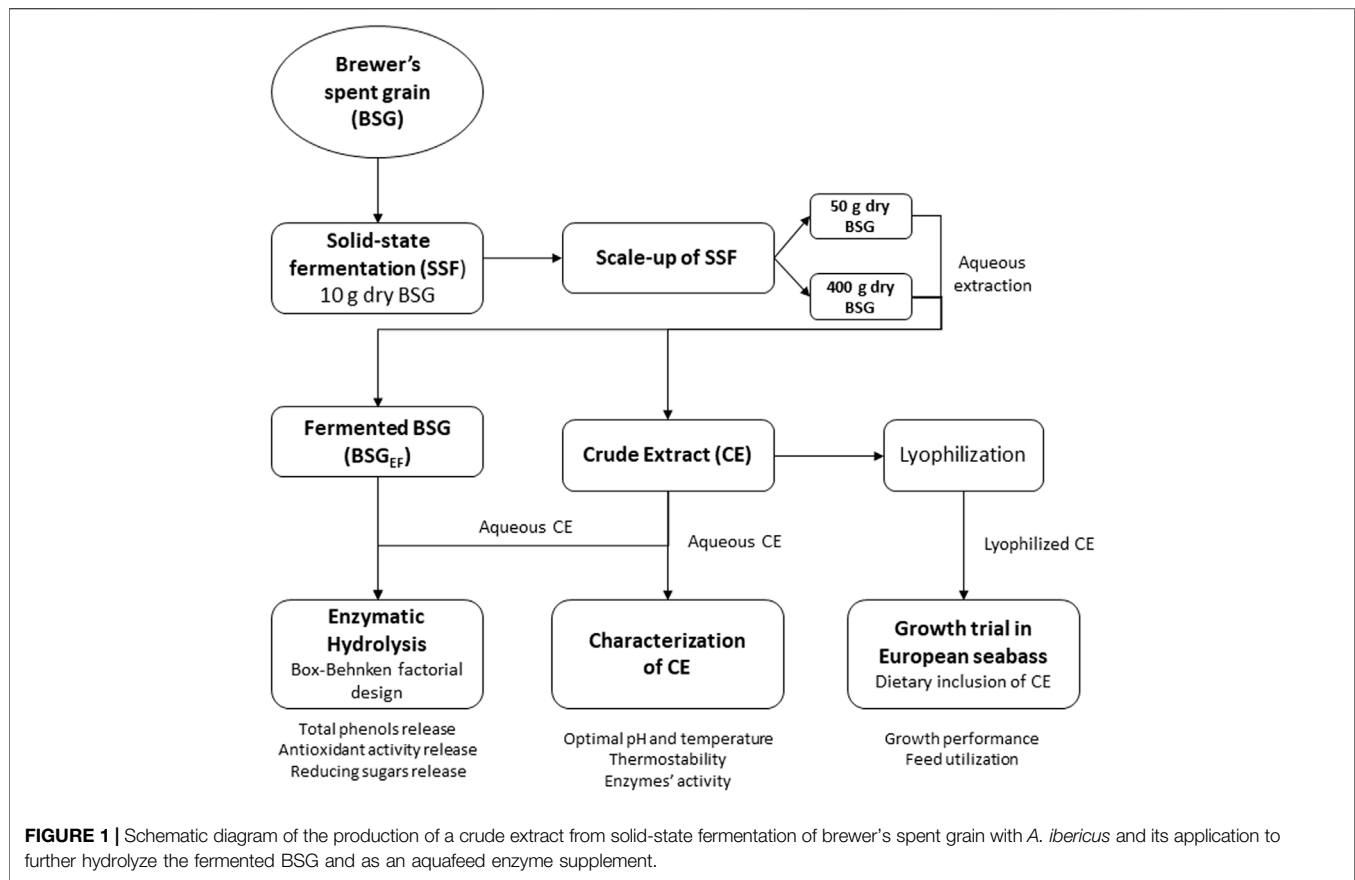 Brewer's
spent grain
(BSG)
Solid-state
fermentation (SSF)
10 g dry BSG
Scale-up of SSF
50 g dry
BSG
400 g dry
BSG
Aqueous
extraction
Fermented BSG
(BSG_EF)
Crude Extract (CE)
Lyophilization
Aqueous CE
Aqueous CE
Lyophilized CE
Enzymatic
Hydrolysis
Box-Behnken factorial
design
Characterization
of CE
Growth trial in
European seabass
Dietary inclusion of CE
Total phenols release
Antioxidant activity release
Reducing sugars release
Optimal pH and temperature
Thermostability
Enzymes' activity
Growth performance
Feed utilization
FIGURE 1 | Schematic diagram of the production of a crude extract from solid-state fermentation of brewer's spent grain with A. ibericus and its application to
further hydrolyze the fermented BSG and as an aquafeed enzyme supplement.